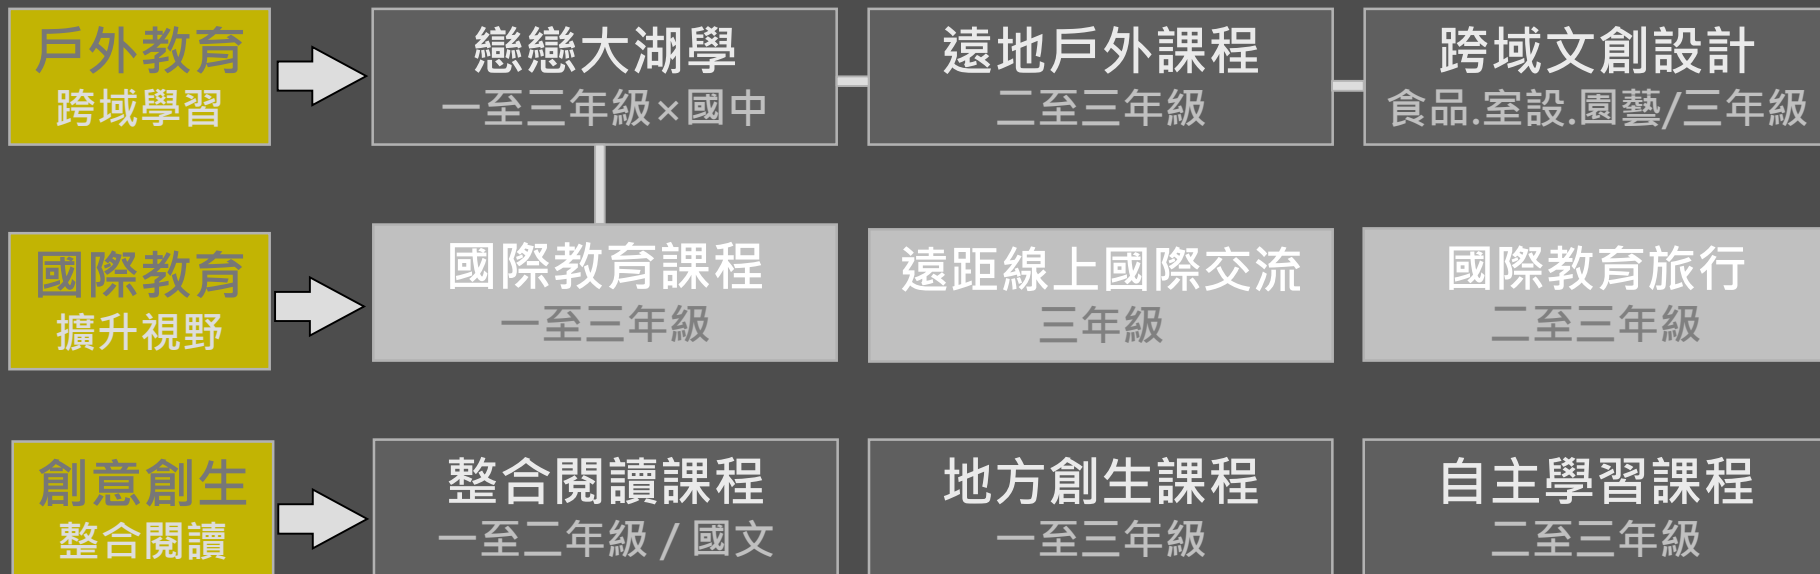 戶外教育
跨域學習
戀戀大湖學
一至三年級×國中
遠地戶外課程
二至三年級
跨域文創設計
食品.室設.園藝/三年級
國際教育
擴升視野
國際教育課程
一至三年級
遠距線上國際交流
三年級
國際教育旅行
二至三年級
創意創生
整合閱讀
整合閱讀課程
一至二年級 / 國文
地方創生課程
一至三年級
自主學習課程
二至三年級